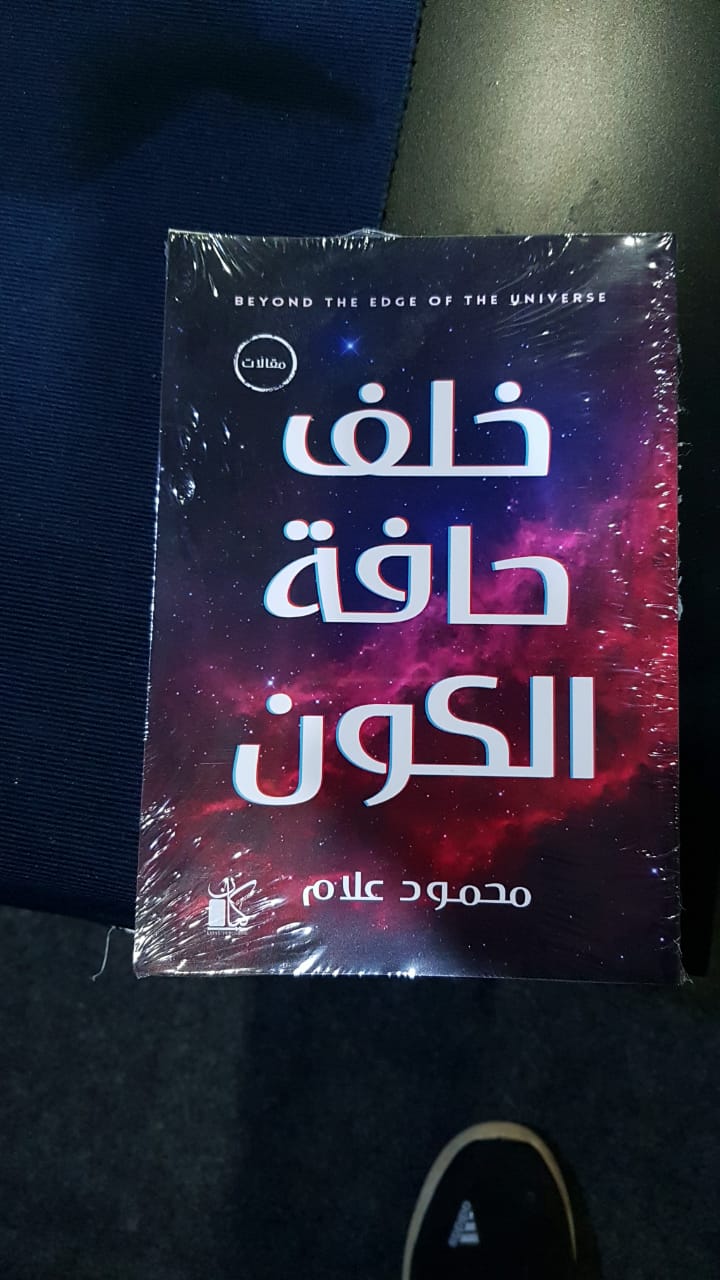 BEYOND THE EDGE OF THE UNIVERSE
مقالات
خلف
حافة
الكون
محمود علام